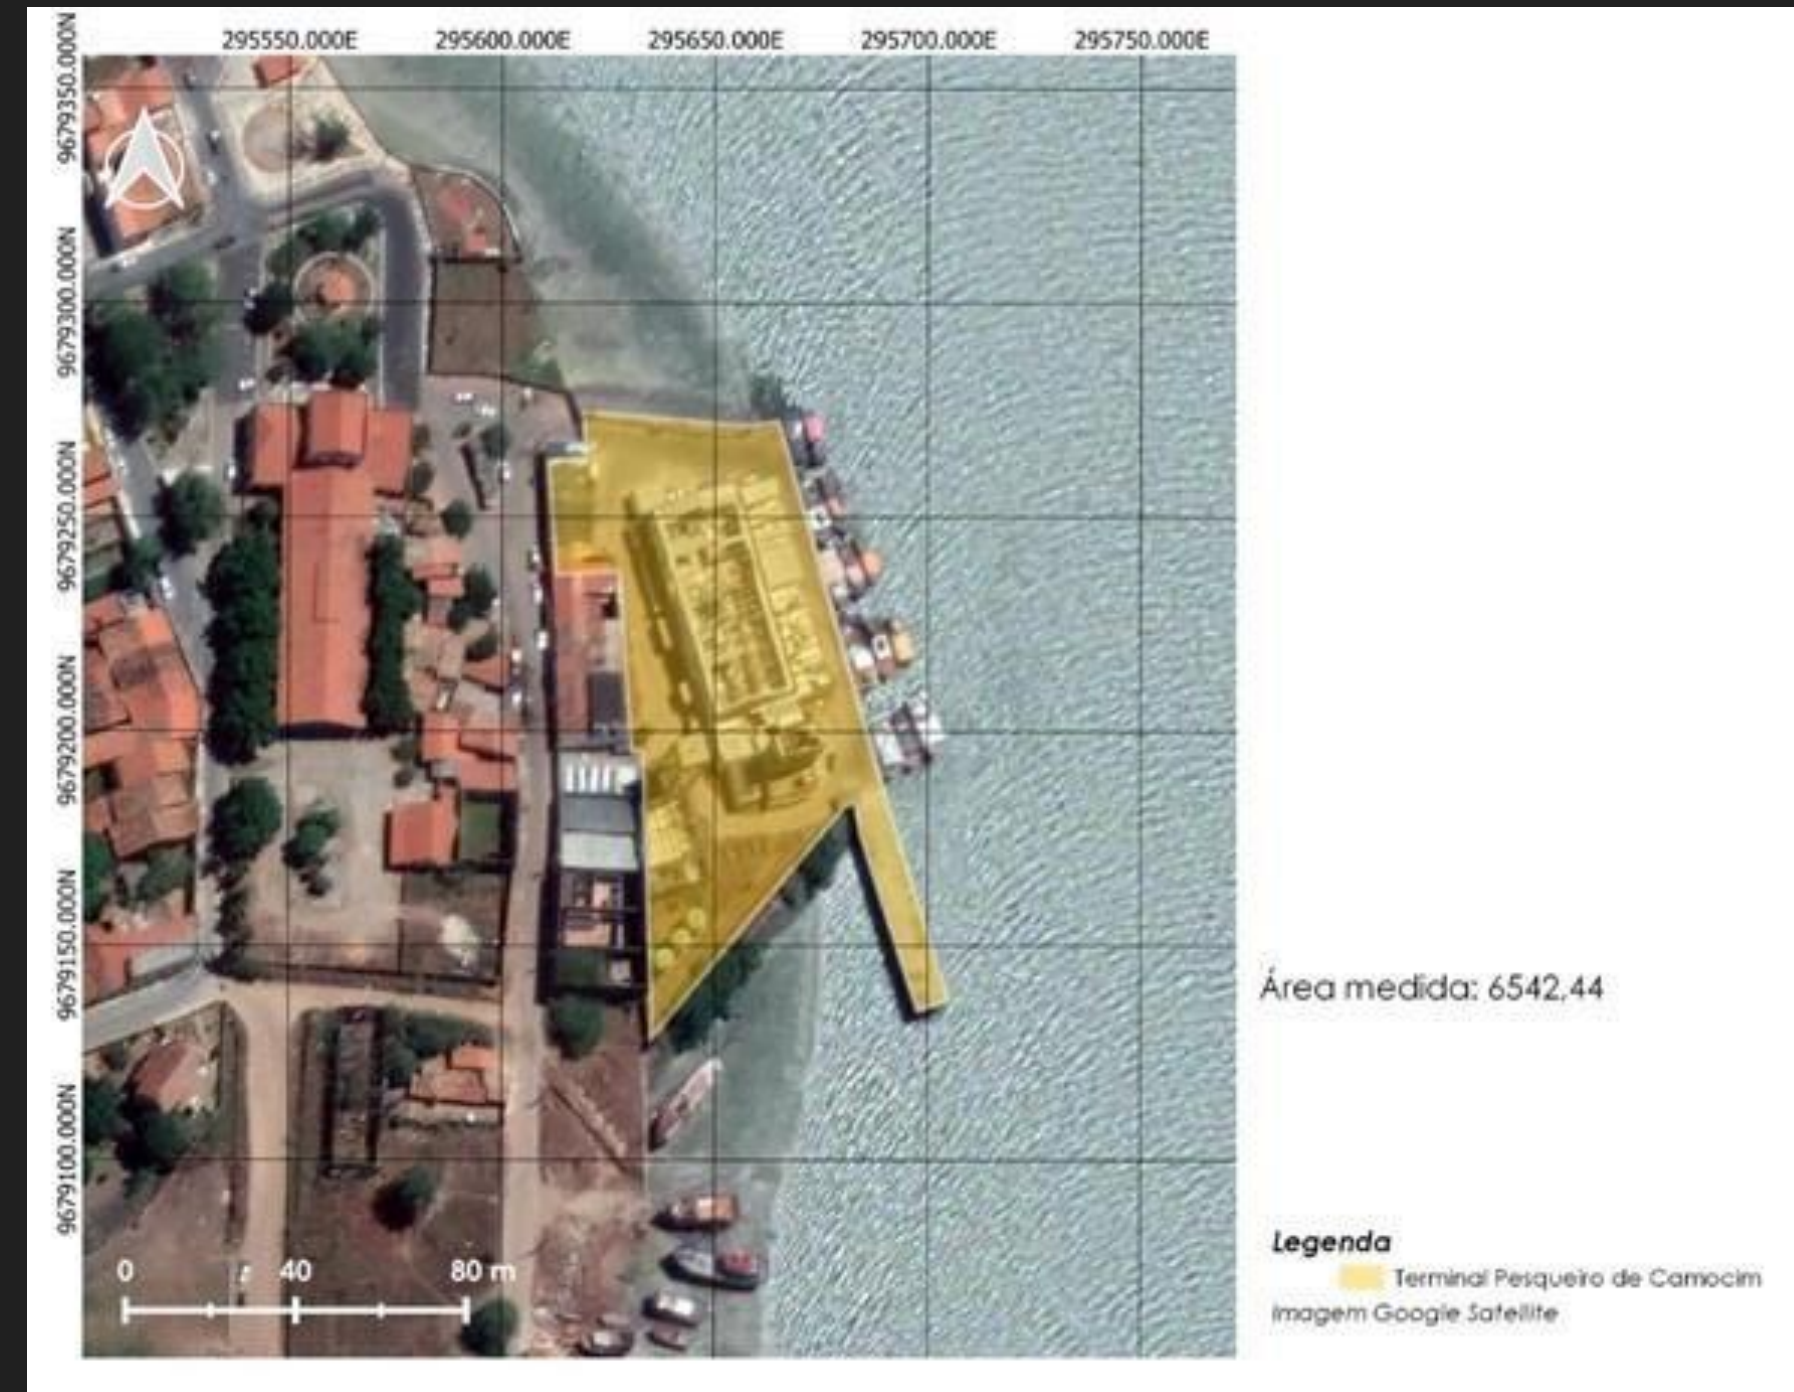 295550.000E 295600.000E 295650.000E 295700.000E 295750.000E
9679350.000N
9679300.000N
9679250.000N
9679200.000N
9679150.000N
9679100.000N
Área medida: 6542,44
0 40 80 m
Legenda
Terminal Pesqueiro de Camocim
Imagem Google Satellite